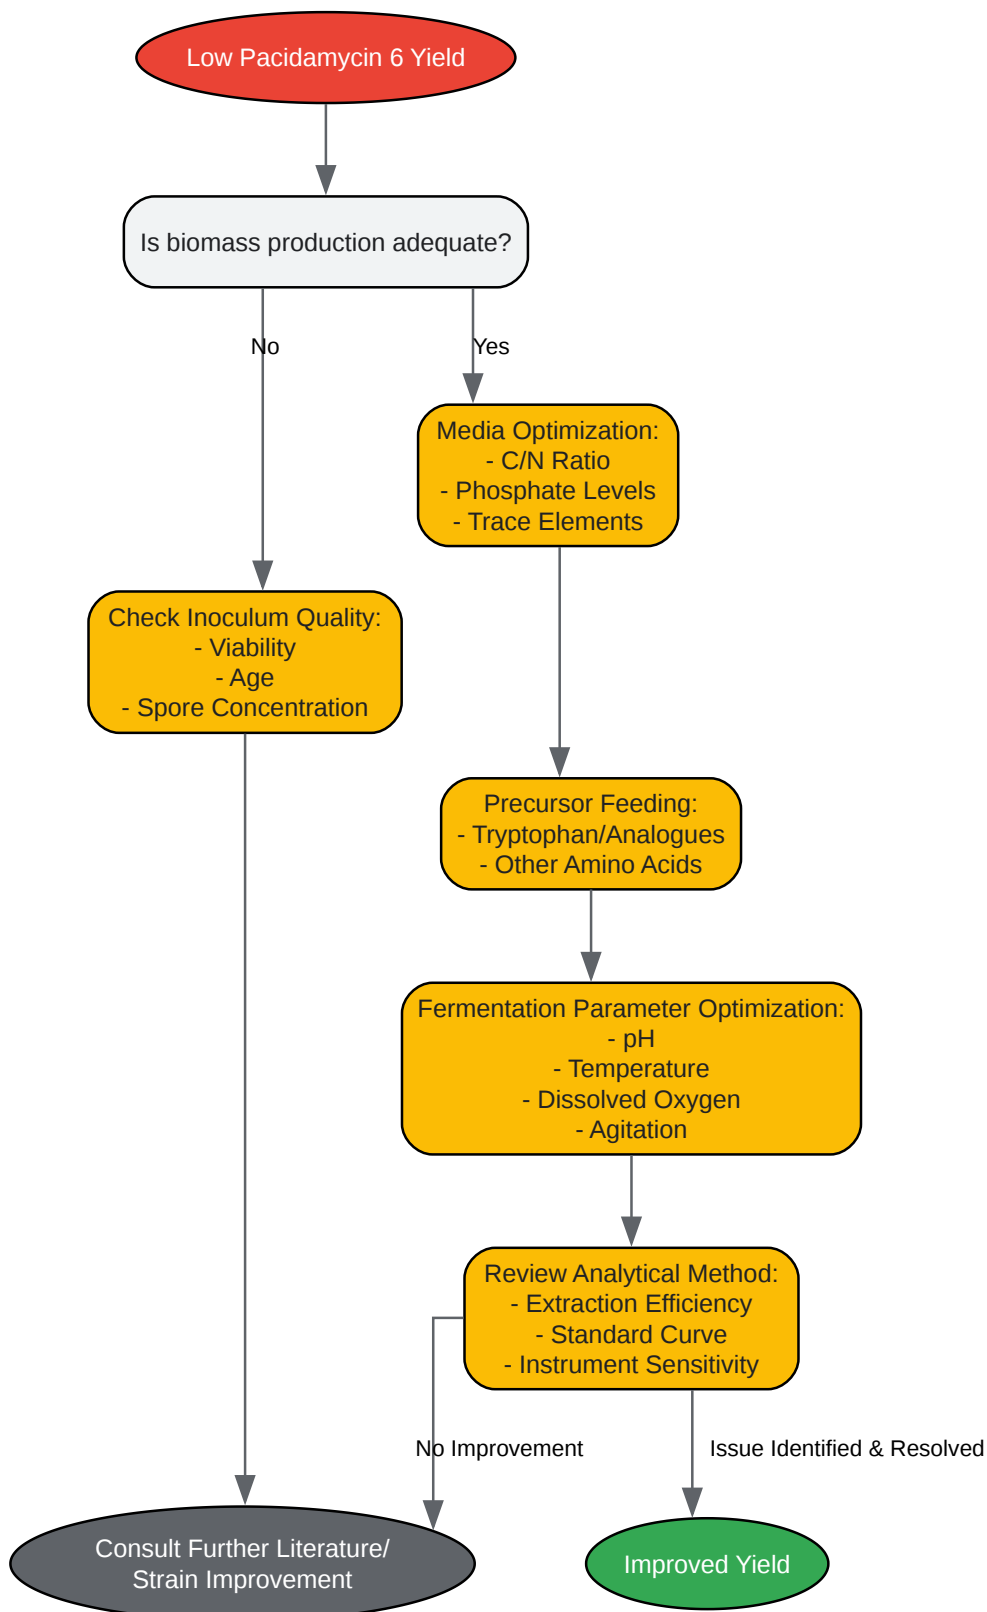 Low Pacidamycin 6 Yield
Is biomass production adequate?
No
Yes
Media Optimization:
- C/N Ratio
- Phosphate Levels
- Trace Elements
Check Inoculum Quality:
- Viability
- Age
- Spore Concentration
Precursor Feeding:
- Tryptophan/Analogues
- Other Amino Acids
Fermentation Parameter Optimization:
- pH
- Temperature
- Dissolved Oxygen
- Agitation
Review Analytical Method:
- Extraction Efficiency
- Standard Curve
- Instrument Sensitivity
No Improvement
Issue Identified & Resolved
Consult Further Literature/
Strain Improvement
Improved Yield